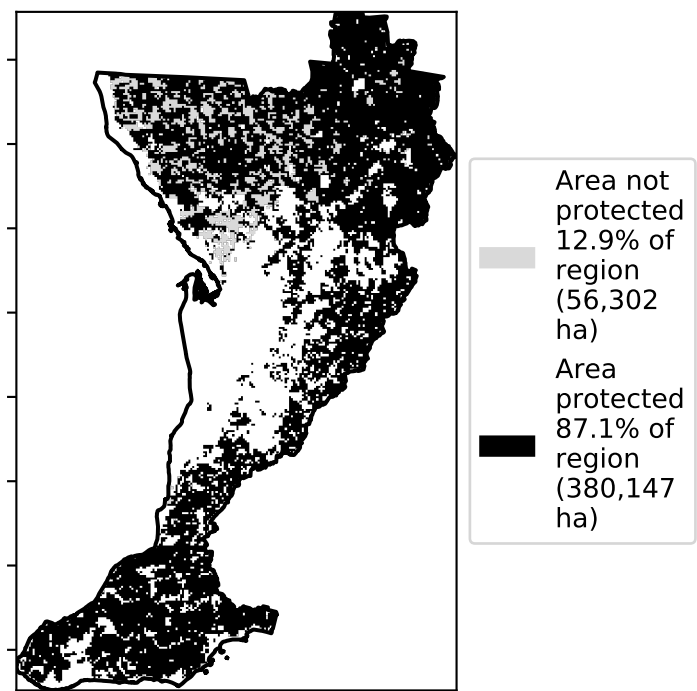 Area not
protected
12.9% of
region
(56,302
ha)
Area
protected
87.1% of
region
(380,147
ha)